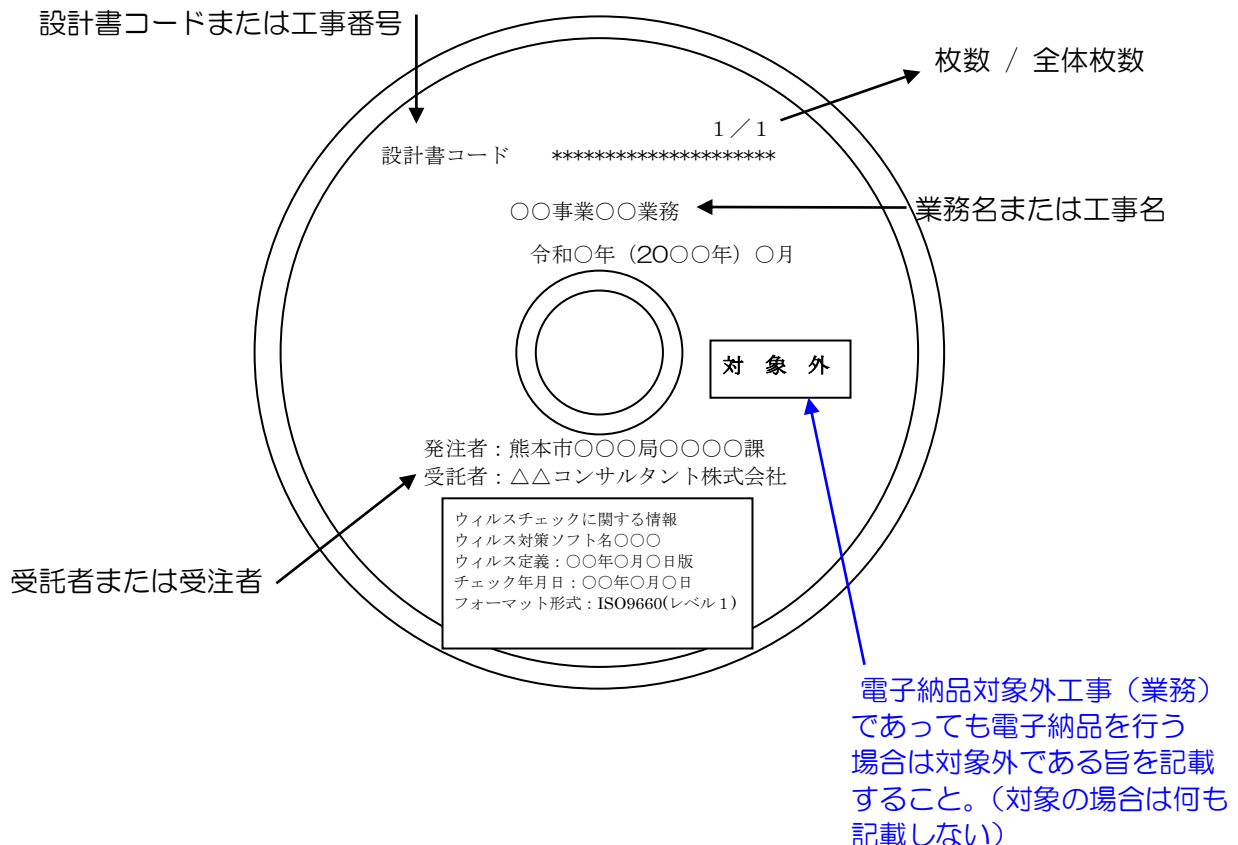 設計書コードまたは工事番号
枚数 / 全体枚数
1／1
設計書コード *********************
○○事業○○業務
業務名または工事名
令和○年（20○○年）○月
対 象 外
発注者：熊本市○○○局○○○○課
受託者：△△コンサルタント株式会社
ウィルスチェックに関する情報
ウィルス対策ソフト名○○○
ウィルス定義：○○年○月○日版
チェック年月日：○○年○月○日
フォーマット形式：ISO9660(レベル1)
受託者または受注者
電子納品対象外工事（業務）
であっても電子納品を行う
場合は対象外である旨を記載
すること。（対象の場合は何も
記載しない）